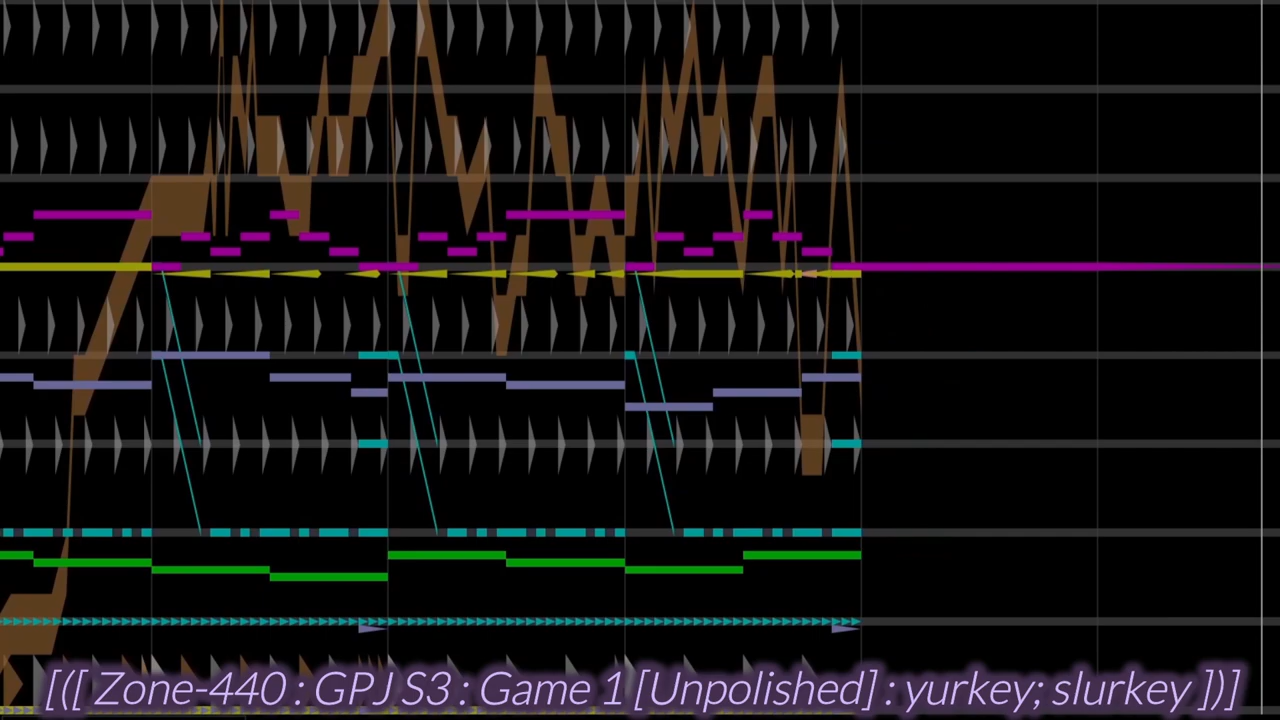 [([ Zone-440 : GPJ S3 : Game 1 [Unpolished] : yurkey; slurkey ])]